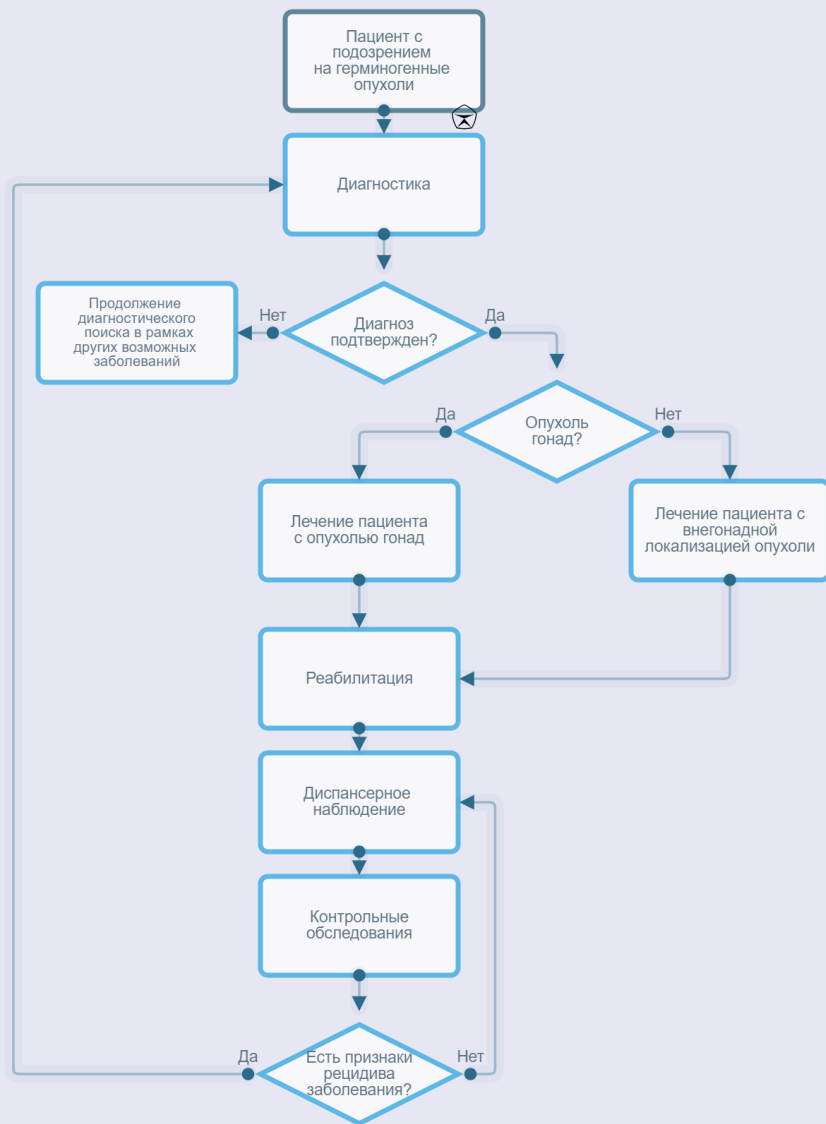 Пациент с
подозрением
на герминогенные
опухоли
Диагностика
Продолжение
диагностического
поиска в рамках
других возможных
заболеваний
Нет
Диагноз
подтвержден?
Да
Да
Опухоль
гонад?
Нет
Лечение пациента
с опухолью гонад
Лечение пациента с
внегонадной
локализацией опухоли
Реабилитация
Диспансерное
наблюдение
Контрольные
обследования
Да
Есть признаки
рецидива
заболевания?
Нет